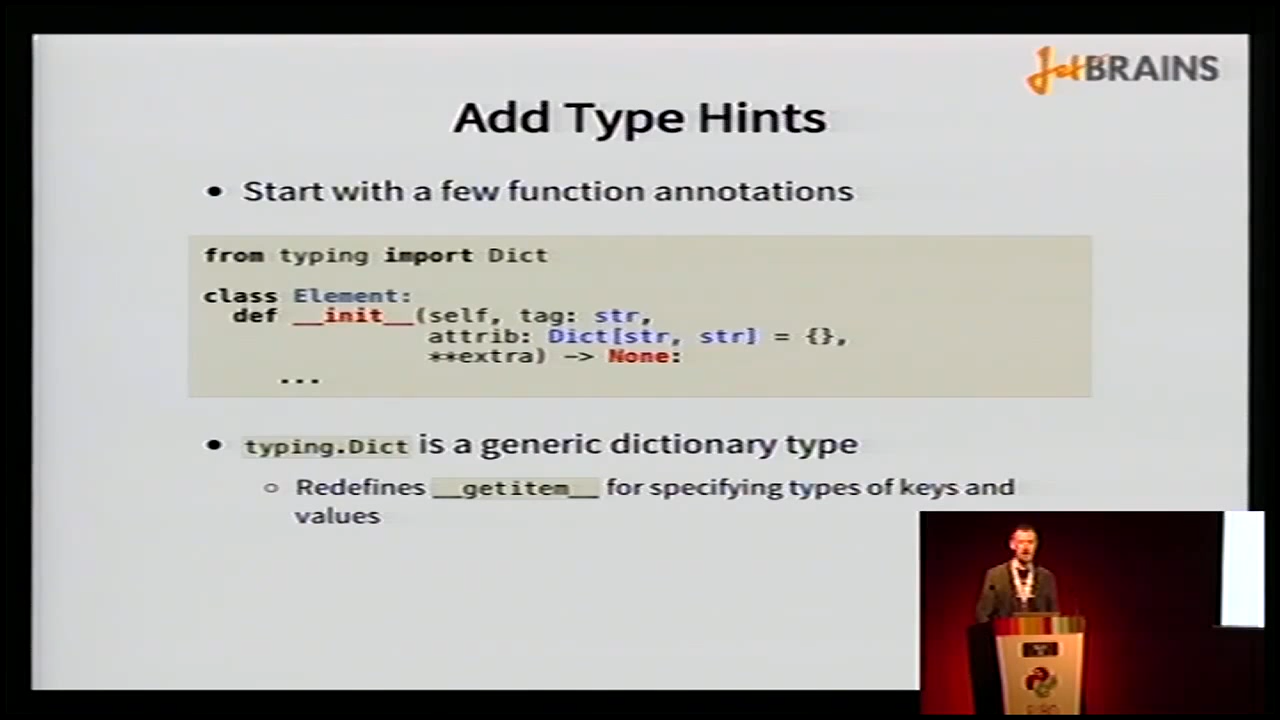 JetBRAINS
Add Type Hints
• Start with a few function annotations
from typing import Dict
class Element:
def __init__(self, tag: str,
attrib: Dict[str, str] = {},
**extra) -> None:
...
• typing.Dict is a generic dictionary type
○ Redefines __getitem__ for specifying types of keys and
values